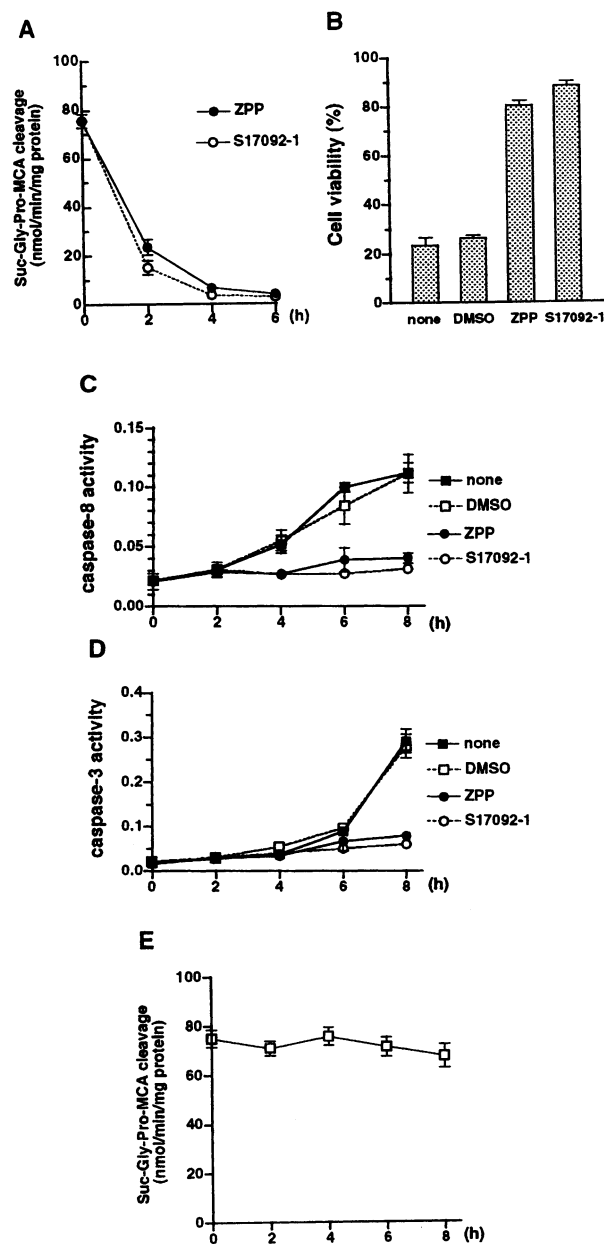 A
Suc-Gly-Pro-MCA cleavage
(nmol/min/mg protein)
100
80
60
40
20
0
0 2 4 6 (h)
ZPP
S17092-1
B
Cell viability (%)
100
80
60
40
20
0
none DMSO ZPP S17092-1
C
caspase-8 activity
0.15
0.10
0.05
0.00
0 2 4 6 8 (h)
none
DMSO
ZPP
S17092-1
D
caspase-3 activity
0.4
0.3
0.2
0.1
0.0
0 2 4 6 8 (h)
none
DMSO
ZPP
S17092-1
E
Suc-Gly-Pro-MCA cleavage
(nmol/min/mg protein)
100
80
60
40
20
0
0 2 4 6 8 (h)